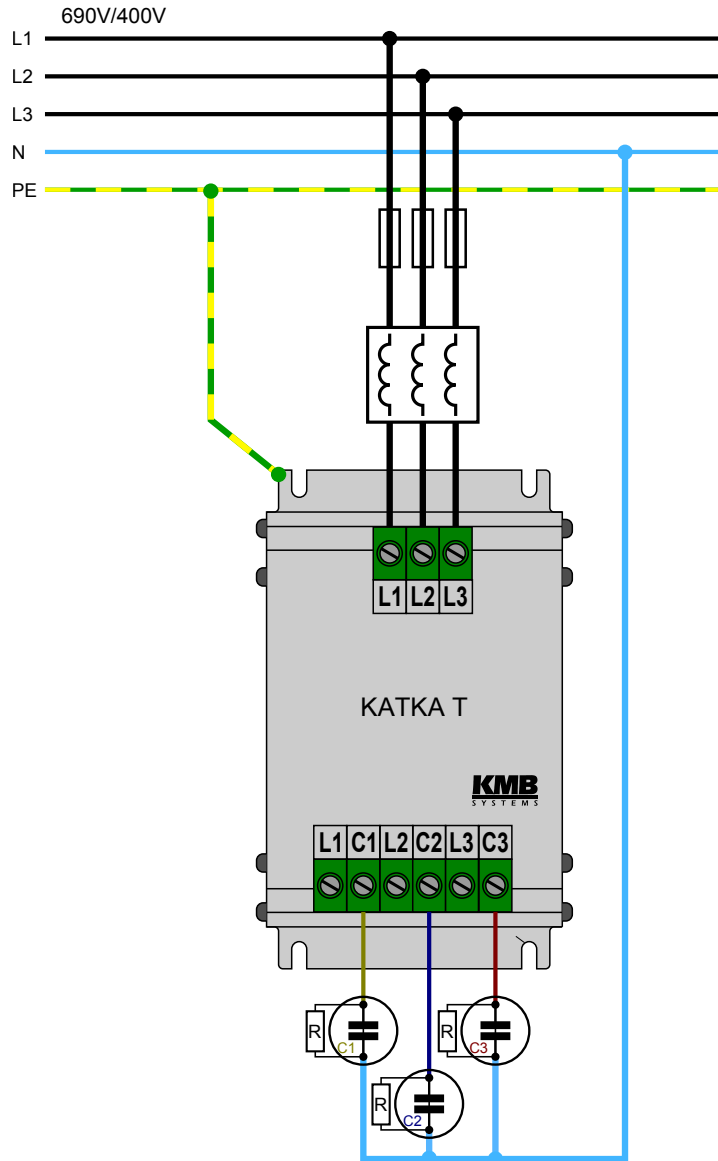 690V/400V
L1
L2
L3
N
PE
L1 L2 L3
KATKA T
KMB
SYSTEMS
L1 C1 L2 C2 L3 C3
R C1 R C3
R C2